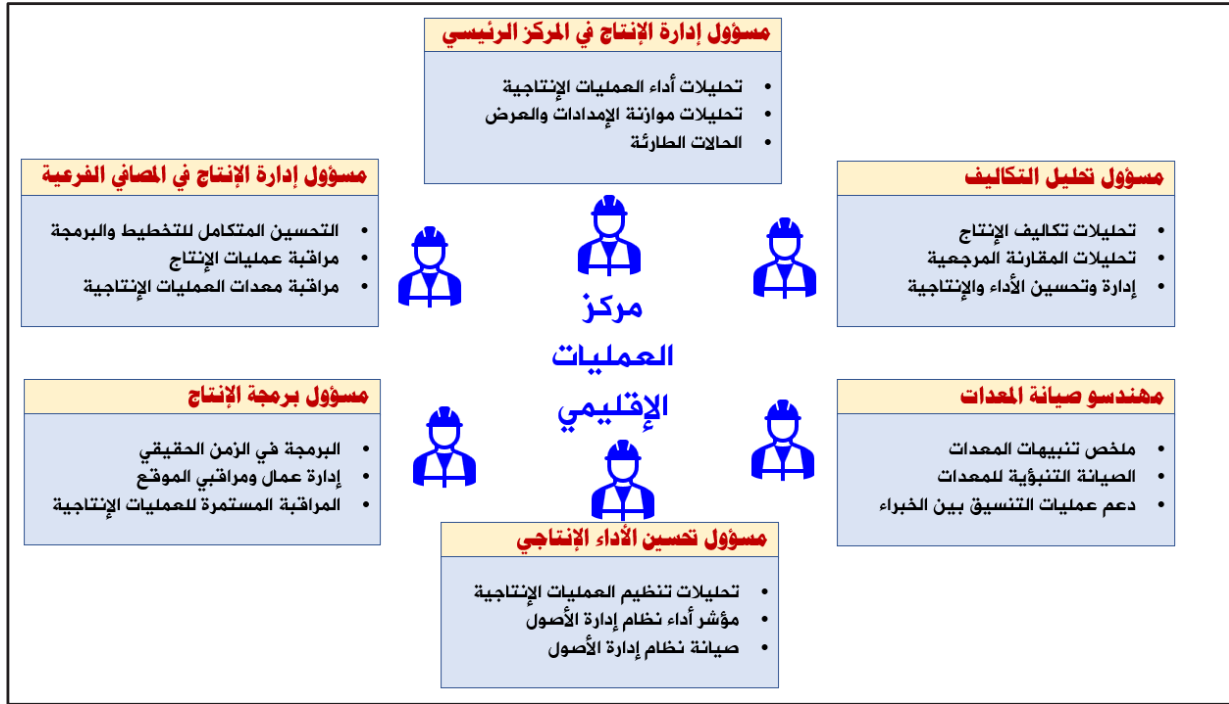 مسؤول إدارة الإنتاج في المركز الرئيسي
• تحليلات أداء العمليات الإنتاجية
• تحليلات موازنة الإمدادات والعرض
• الحالات الطارئة
مسؤول تحليل التكاليف
• تحليلات تكاليف الإنتاج
• تحليلات المقارنة المرجعية
• إدارة وتحسين الأداء والإنتاجية
مسؤول إدارة الإنتاج في المصافي الفرعية
• التحسين المتكامل للتخطيط والبرمجة
• مراقبة عمليات الإنتاج
• مراقبة معدات العمليات الإنتاجية
مركز
العمليات
الإقليمي
مهندسو صيانة المعدات
• ملخص تنبيهات المعدات
• الصيانة التنبؤية للمعدات
• دعم عمليات التنسيق بين الخبراء
مسؤول برمجة الإنتاج
• البرمجة في الزمن الحقيقي
• إدارة عمال ومراقبي الموقع
• المراقبة المستمرة للعمليات الإنتاجية
مسؤول تحسين الأداء الإنتاجي
• تحليلات تنظيم العمليات الإنتاجية
• مؤشر أداء نظام إدارة الأصول
• صيانة نظام إدارة الأصول